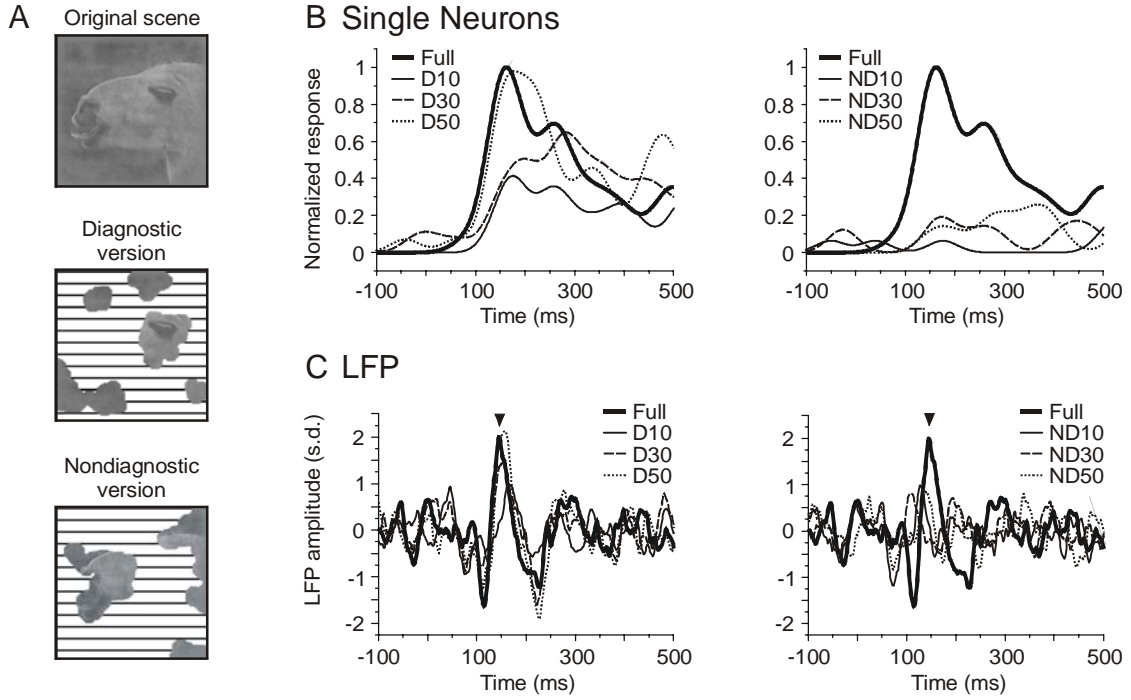 A
Original scene
Diagnostic
version
Nondiagnostic
version
B Single Neurons
Normalized response
1
0.8
0.6
0.4
0.2
0
Full
D10
D30
D50
-100 100 300 500
Time (ms)
1
0.8
0.6
0.4
0.2
0
Full
ND10
ND30
ND50
-100 100 300 500
Time (ms)
C LFP
LFP amplitude (s.d.)
2
1
0
-1
-2
Full
D10
D30
D50
-100 100 300 500
Time (ms)
2
1
0
-1
-2
Full
ND10
ND30
ND50
-100 100 300 500
Time (ms)